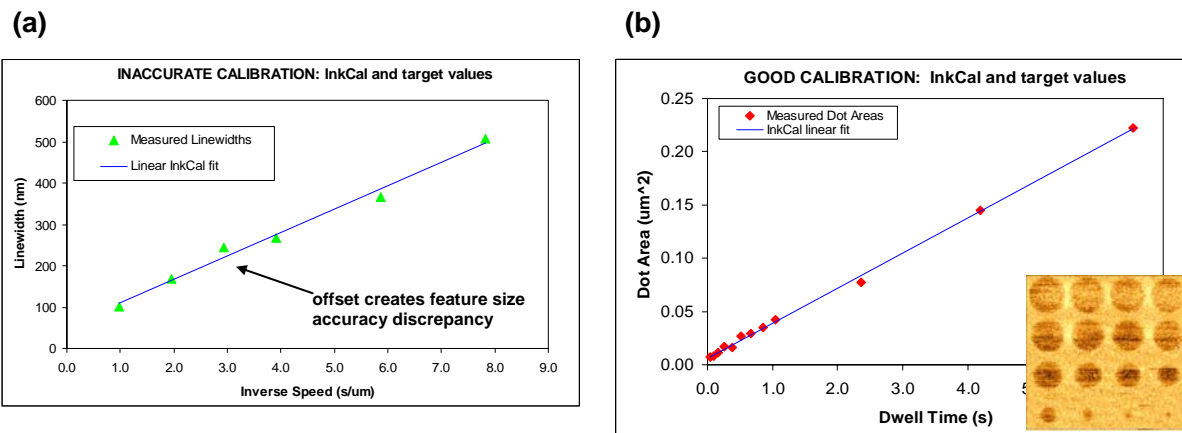 (a)
INACCURATE CALIBRATION: InkCal and target values
600
500
400
300
200
100
0
Linewidth (nm)
Measured Linewidths
Linear InkCal fit
offset creates feature size
accuracy discrepancy
0.0 1.0 2.0 3.0 4.0 5.0 6.0 7.0 8.0 9.0
Inverse Speed (s/um)
(b)
GOOD CALIBRATION: InkCal and target values
0.25
0.20
0.15
0.10
0.05
0.00
Dot Area (um^2)
Measured Dot Areas
InkCal linear fit
0.0 1.0 2.0 3.0 4.0
Dwell Time (s)